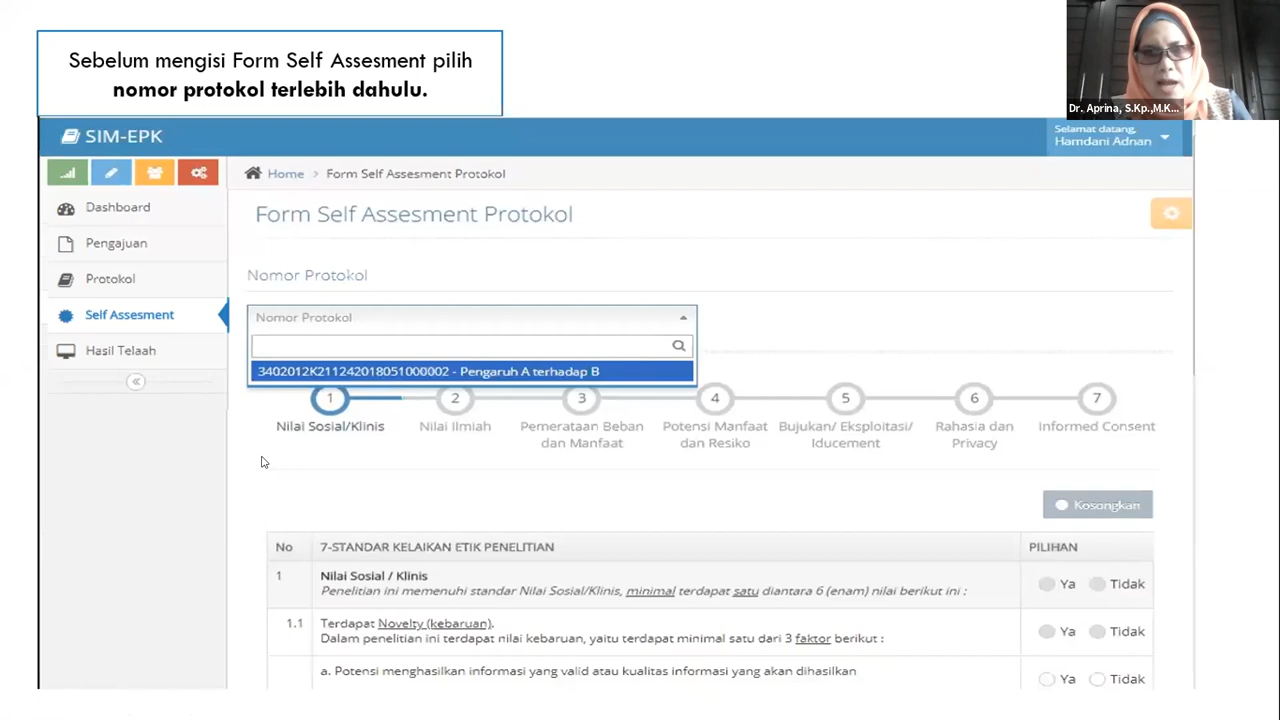 Sebelum mengisi Form Self Assesment pilih
nomor protokol terlebih dahulu.
Dr. Aprina, S.Kp.,M.K...
SIM-EPK
Selamat datang,
Hamdani Adnan
Home > Form Self Assesment Protokol
Dashboard
Pengajuan
Protokol
Self Assesment
Hasil Telaah
Form Self Assesment Protokol
Nomor Protokol
Nomor Protokol
3402012K211242018051000002 - Pengaruh A terhadap B
1 2 3 4 5 6 7
Nilai Sosial/Klinis Nilai Ilmiah Pemerataan Beban Potensi Manfaat Bujukan/ Eksploitasi/ Rahasia dan Informed Consent
dan Manfaat dan Resiko Iducement Privacy
Kosongkan
No 7-STANDAR KELAIKAN ETIK PENELITIAN PILIHAN
1 Nilai Sosial / Klinis
Penelitian ini memenuhi standar Nilai Sosial/Klinis, minimal terdapat satu diantara 6 (enam) nilai berikut ini : Ya Tidak
1.1 Terdapat Novelty (kebaruan).
Dalam penelitian ini terdapat nilai kebaruan, yaitu terdapat minimal satu dari 3 faktor berikut : Ya Tidak
a. Potensi menghasilkan informasi yang valid atau kualitas informasi yang akan dihasilkan Ya Tidak